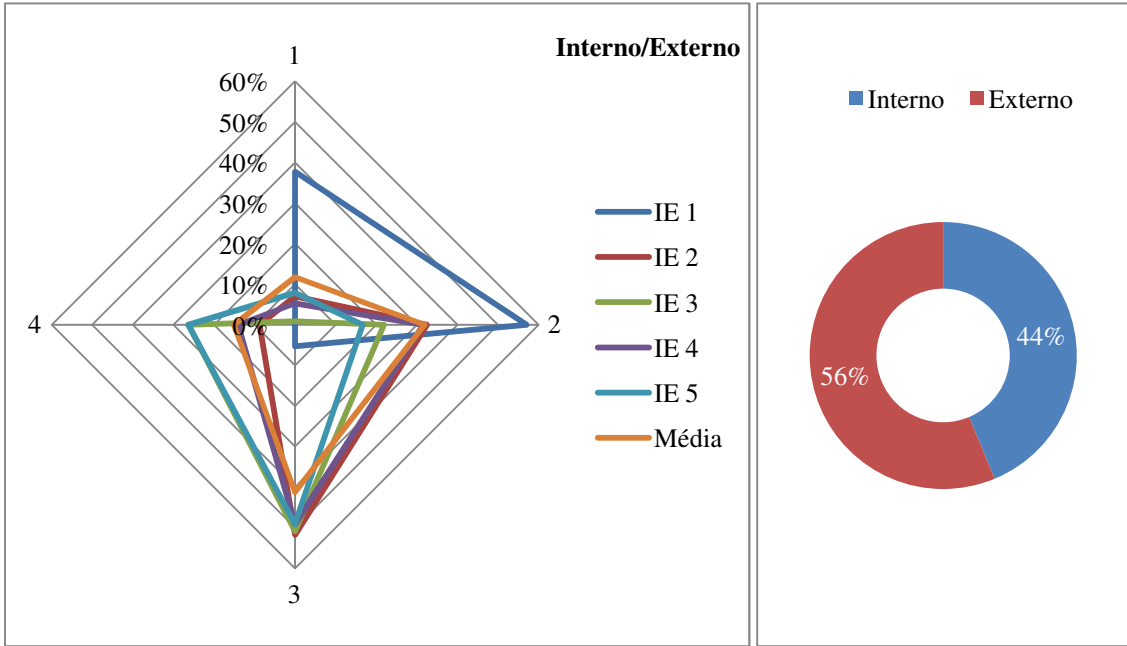 Interno/Externo
1
60%
50%
40%
30%
20%
10%
0%
4
2
3
IE 1
IE 2
IE 3
IE 4
IE 5
Média
Interno Externo
44%
56%